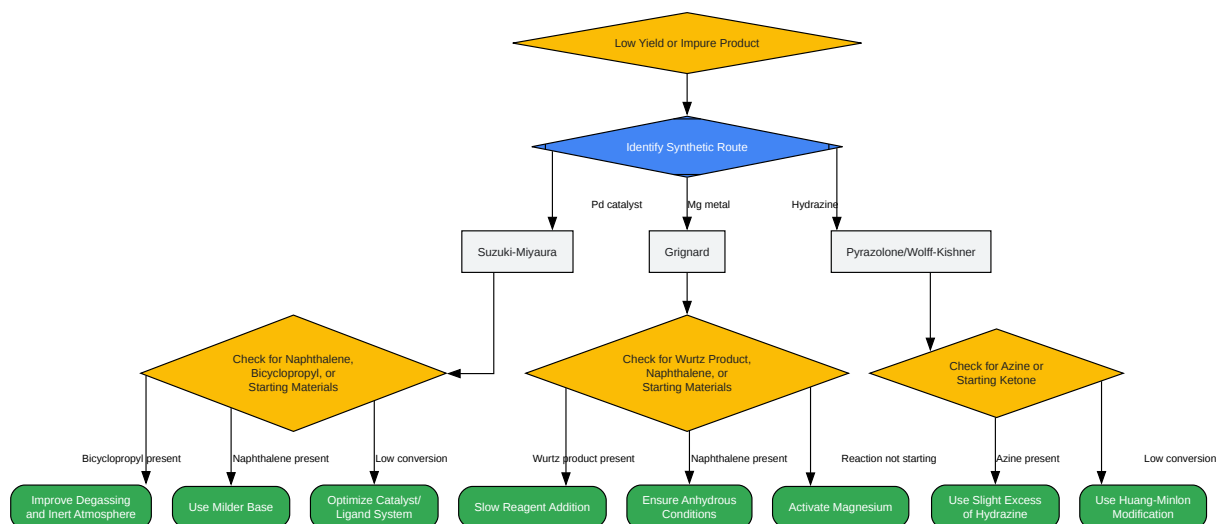 Low Yield or Impure Product
Identify Synthetic Route
Pd catalyst
Mg metal
Hydrazine
Suzuki-Miyaura
Grignard
Pyrazolone/Wolff-Kishner
Check for Naphthalene,
Bicyclopropyl, or
Starting Materials
Check for Wurtz Product,
Naphthalene, or
Starting Materials
Check for Azine or
Starting Ketone
Bicyclopropyl present
Naphthalene present
Low conversion
Wurtz product present
Naphthalene present
Reaction not starting
Azine present
Low conversion
Improve Degassing
and Inert Atmosphere
Use Milder Base
Optimize Catalyst/
Ligand System
Slow Reagent Addition
Ensure Anhydrous
Conditions
Activate Magnesium
Use Slight Excess
of Hydrazine
Use Huang-Minlon
Modification